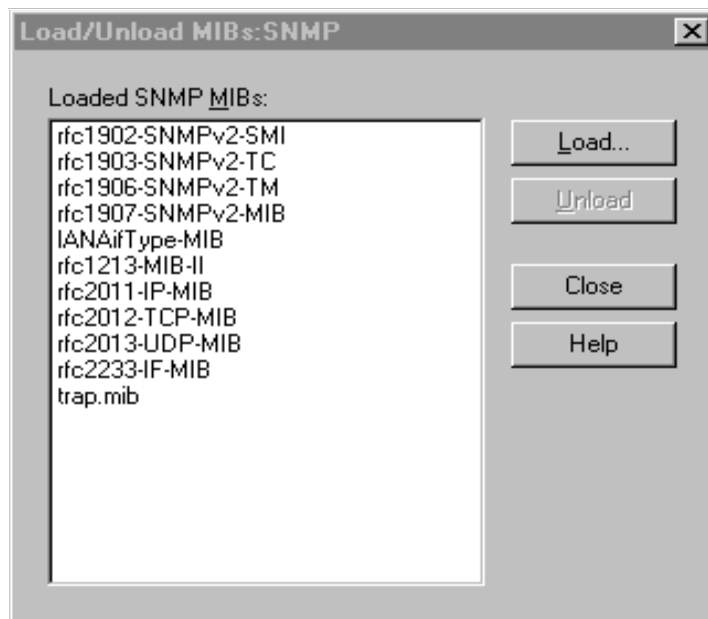 Load/Unload MIBs:SNMP
Loaded SNMP MIBs:
rfc1902-SNMPv2-SMI
rfc1903-SNMPv2-TC
rfc1906-SNMPv2-TM
rfc1907-SNMPv2-MIB
IANAifType-MIB
rfc1213-MIB-II
rfc2011-IP-MIB
rfc2012-TCP-MIB
rfc2013-UDP-MIB
rfc2233-IF-MIB
trap.mib
Load...
Unload
Close
Help